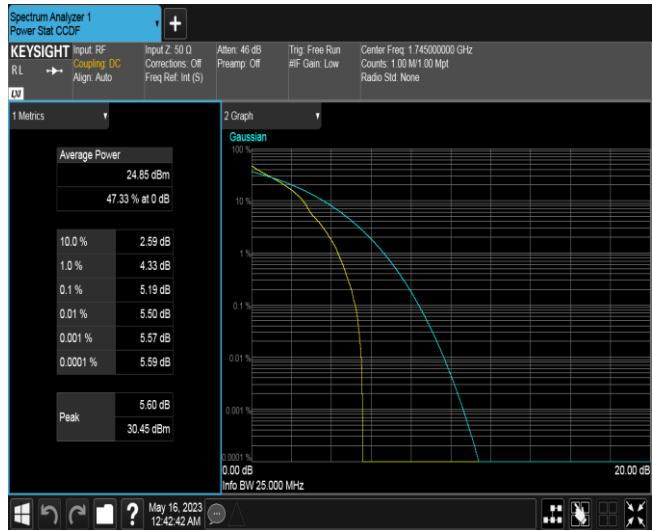 Spectrum Analyzer 1
Power Stat CCDF
+
KEYSIGHT
RL
Input: RF
Coupling: DC
Align: Auto
Input Z: 50 Ω
Corrections: Off
Freq Ref: Int (S)
Atten: 46 dB
Preamp: Off
Trig: Free Run
#IF Gain: Low
Center Freq: 1.745000000 GHz
Counts: 1.00 M/1.00 Mpt
Radio Std: None
1 Metrics
Average Power
24.85 dBm
47.33 % at 0 dB
10.0 % 2.59 dB
1.0 % 4.33 dB
0.1 % 5.19 dB
0.01 % 5.50 dB
0.001 % 5.57 dB
0.0001 % 5.59 dB
Peak
5.60 dB
30.45 dBm
2 Graph
Gaussian
100 %
10 %
1 %
0.1 %
0.01 %
0.001 %
0.0001 %
0.00 dB 20.00 dB
Info BW 25.000 MHz
?
May 16, 2023
12:42:42 AM